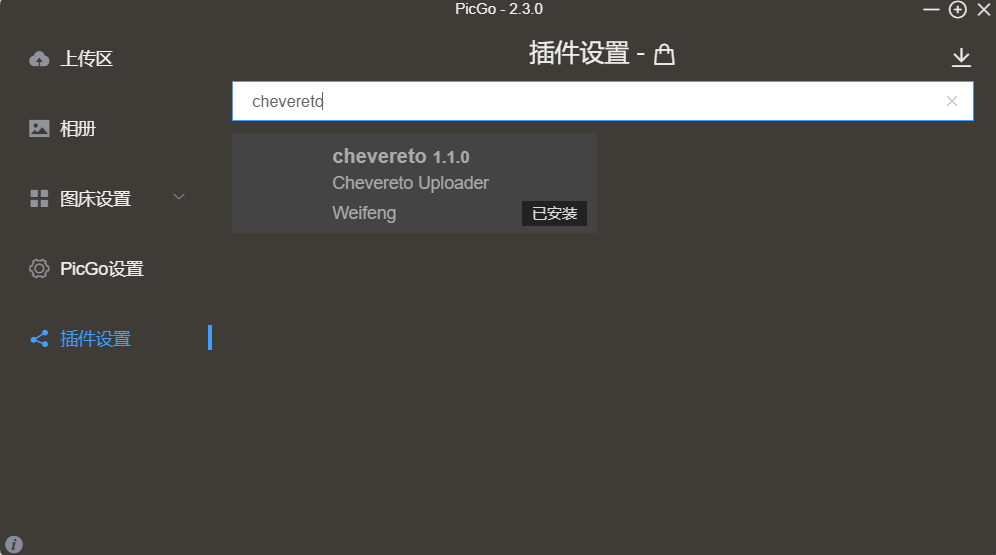 PicGo - 2.3.0
上传区
相册
图床设置
PicGo设置
插件设置
插件设置 -
chevereto
chevereto 1.1.0
Chevereto Uploader
Weifeng
已安装